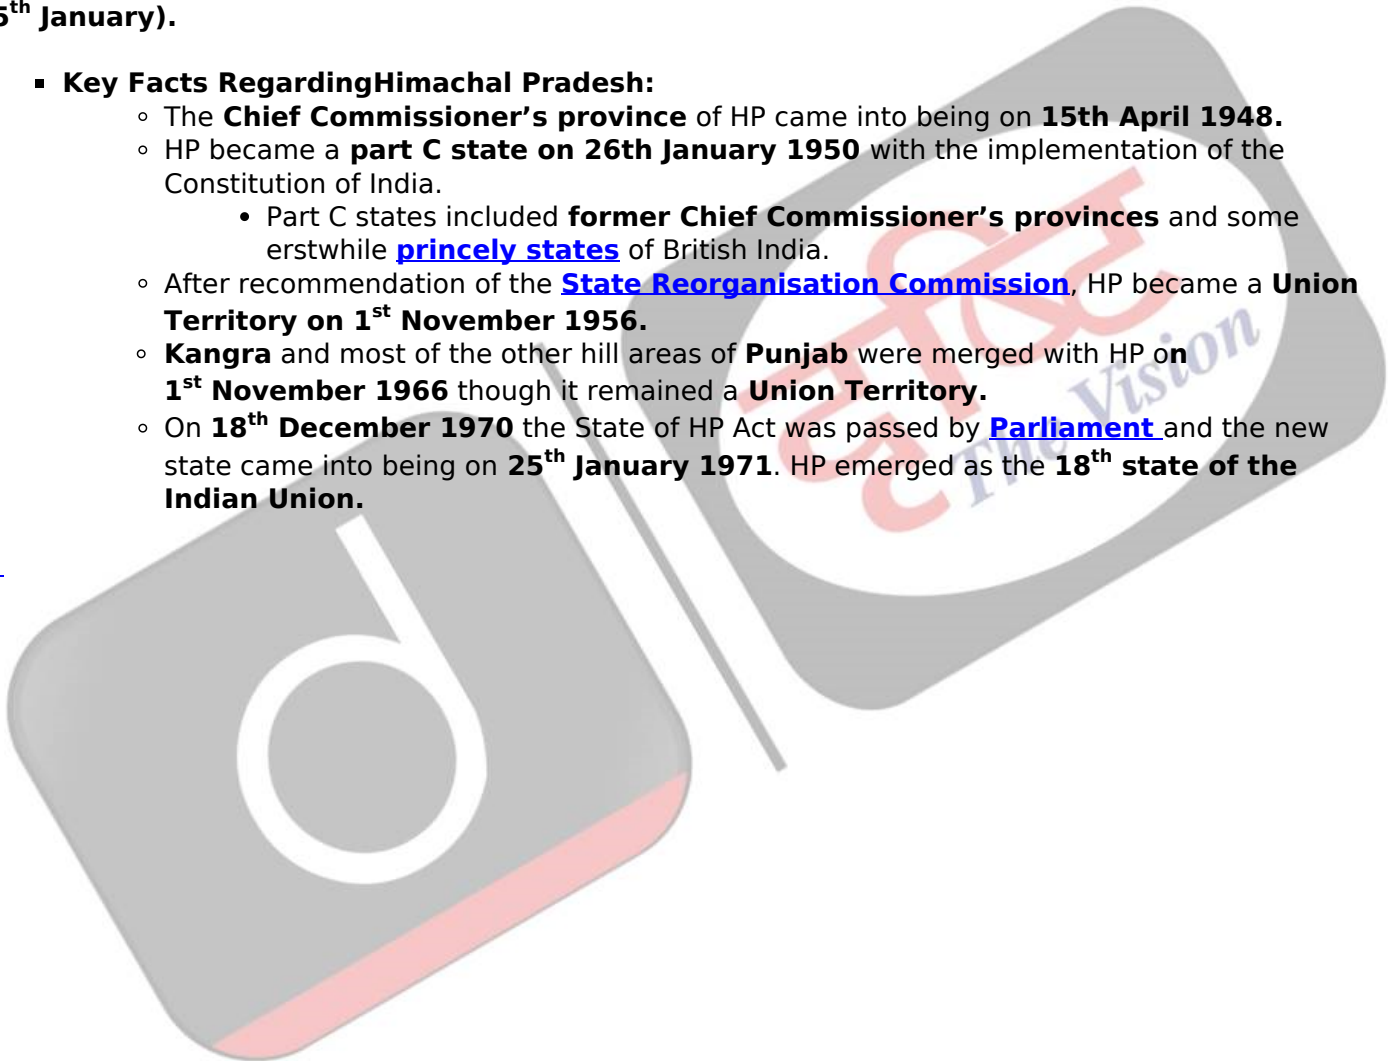 5th January).
▪ Key Facts RegardingHimachal Pradesh:
◦ The Chief Commissioner’s province of HP came into being on 15th April 1948.
◦ HP became a part C state on 26th January 1950 with the implementation of the
Constitution of India.
• Part C states included former Chief Commissioner’s provinces and some
erstwhile princely states of British India.
◦ After recommendation of the State Reorganisation Commission, HP became a Union
Territory on 1st November 1956.
◦ Kangra and most of the other hill areas of Punjab were merged with HP on
1st November 1966 though it remained a Union Territory.
◦ On 18th December 1970 the State of HP Act was passed by Parliament and the new
state came into being on 25th January 1971. HP emerged as the 18th state of the
Indian Union.
दृष्टि
The Vision
d